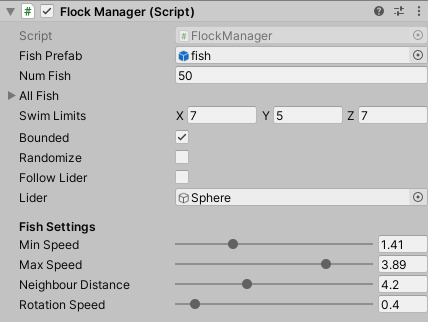 Flock Manager (Script)
Script FlockManager
Fish Prefab fish
Num Fish 50
All Fish
Swim Limits X 7 Y 5 Z 7
Bounded
Randomize
Follow Lider
Lider Sphere
Fish Settings
Min Speed 1.41
Max Speed 3.89
Neighbour Distance 4.2
Rotation Speed 0.4